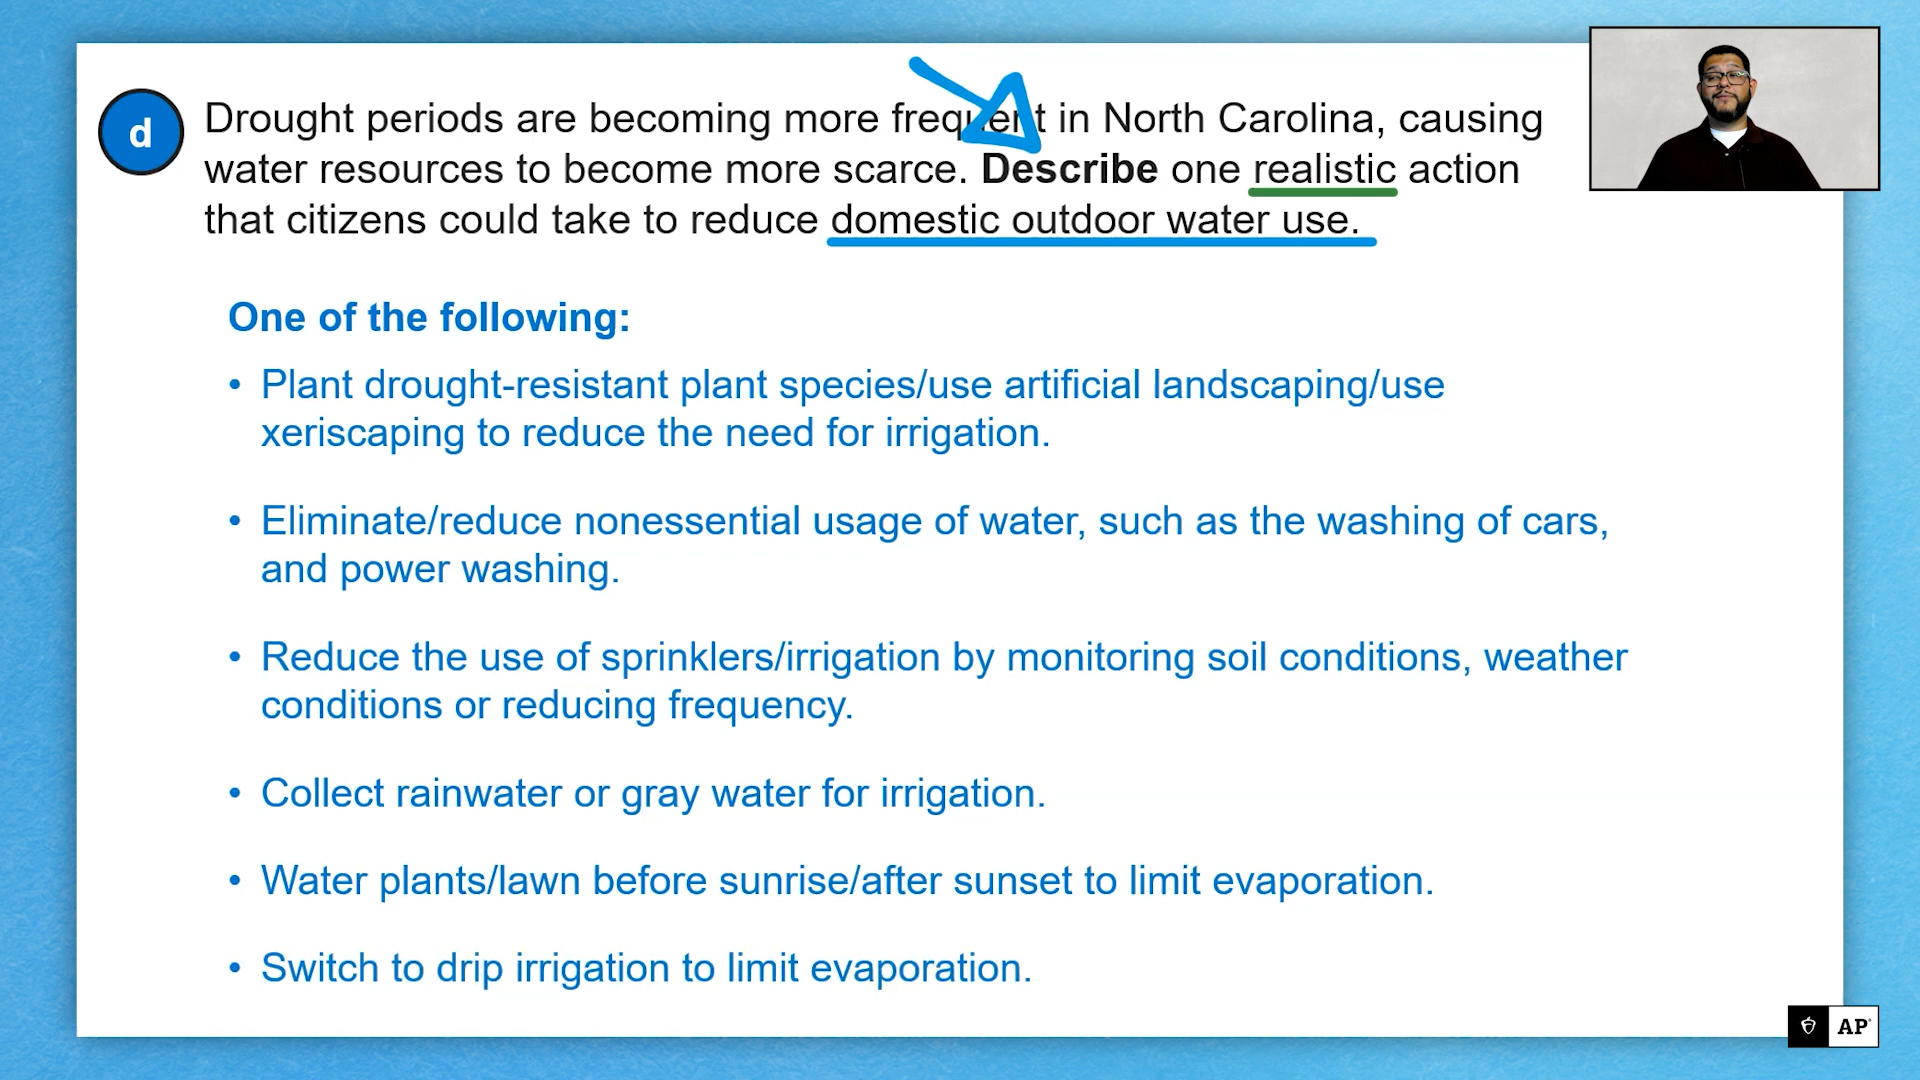 d
Drought periods are becoming more frequent in North Carolina, causing
water resources to become more scarce. Describe one realistic action
that citizens could take to reduce domestic outdoor water use.
One of the following:
• Plant drought-resistant plant species/use artificial landscaping/use
xeriscaping to reduce the need for irrigation.
• Eliminate/reduce nonessential usage of water, such as the washing of cars,
and power washing.
• Reduce the use of sprinklers/irrigation by monitoring soil conditions, weather
conditions or reducing frequency.
• Collect rainwater or gray water for irrigation.
• Water plants/lawn before sunrise/after sunset to limit evaporation.
• Switch to drip irrigation to limit evaporation.
AP